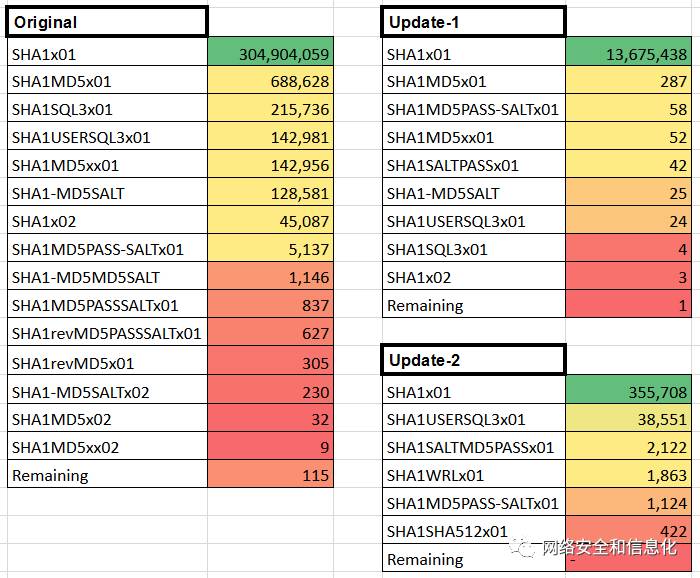 Original
SHA1x01 304,904,059
SHA1MD5x01 688,628
SHA1SQL3x01 215,736
SHA1USERSQL3x01 142,981
SHA1MD5xx01 142,956
SHA1-MD5SALT 128,581
SHA1x02 45,087
SHA1MD5PASS-SALTx01 5,137
SHA1-MD5MD5SALT 1,146
SHA1MD5PASSSALTx01 837
SHA1revMD5PASSSALTx01 627
SHA1revMD5x01 305
SHA1-MD5SALTx02 230
SHA1MD5x02 32
SHA1MD5xx02 9
Remaining 115
Update-1
SHA1x01 13,675,438
SHA1MD5x01 287
SHA1MD5PASS-SALTx01 58
SHA1MD5xx01 52
SHA1SALTPASSx01 42
SHA1-MD5SALT 25
SHA1USERSQL3x01 24
SHA1SQL3x01 4
SHA1x02 3
Remaining 1
Update-2
SHA1x01 355,708
SHA1USERSQL3x01 38,551
SHA1SALTMD5PASSx01 2,122
SHA1WRLx01 1,863
SHA1MD5PASS-SALTx01 1,124
SHA1SHA512x01 422
Remaining -
网络安全和信息化